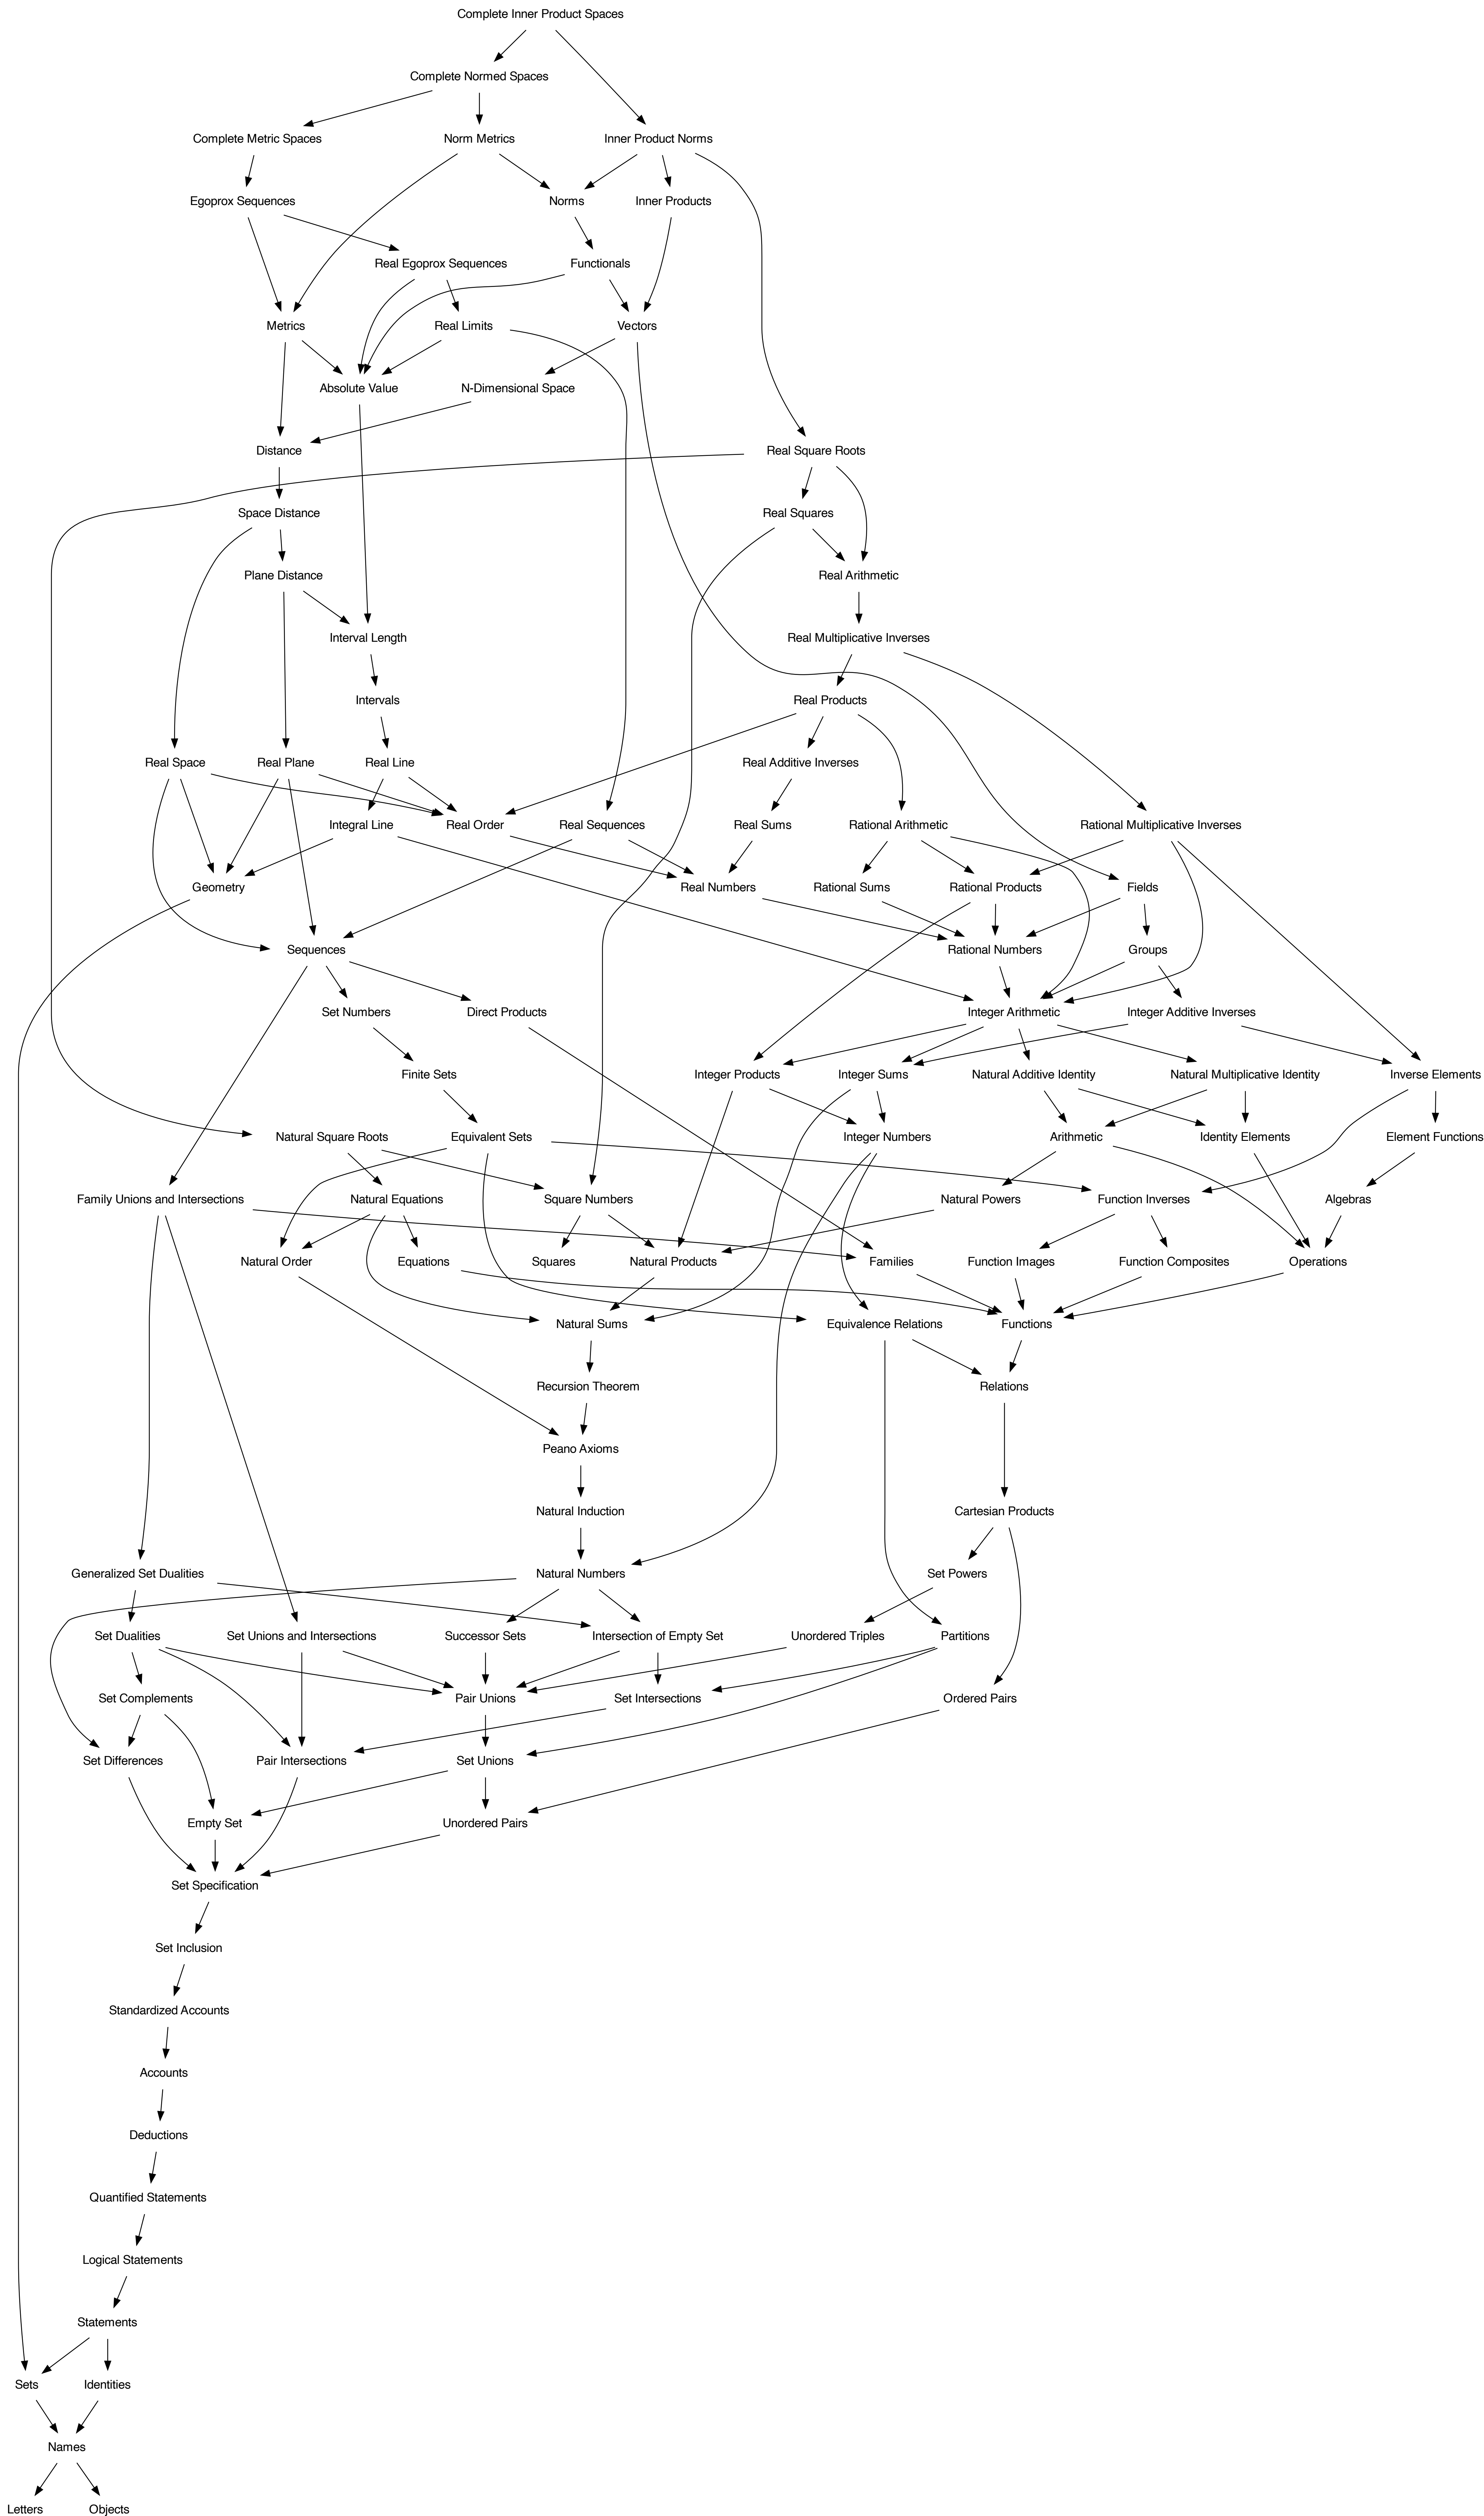 Complete Inner Product Spaces
Complete Normed Spaces
Complete Metric Spaces
Norm Metrics
Inner Product Norms
Egoprox Sequences
Norms
Inner Products
Real Egoprox Sequences
Functionals
Metrics
Real Limits
Vectors
Absolute Value
N-Dimensional Space
Distance
Real Square Roots
Space Distance
Real Squares
Plane Distance
Real Arithmetic
Interval Length
Real Multiplicative Inverses
Intervals
Real Products
Real Space
Real Plane
Real Line
Real Additive Inverses
Integral Line
Real Order
Real Sequences
Real Sums
Rational Arithmetic
Rational Multiplicative Inverses
Geometry
Real Numbers
Rational Sums
Rational Products
Fields
Sequences
Rational Numbers
Groups
Set Numbers
Direct Products
Integer Arithmetic
Integer Additive Inverses
Finite Sets
Integer Products
Integer Sums
Natural Additive Identity
Natural Multiplicative Identity
Inverse Elements
Natural Square Roots
Equivalent Sets
Integer Numbers
Arithmetic
Identity Elements
Element Functions
Family Unions and Intersections
Natural Equations
Square Numbers
Natural Powers
Function Inverses
Algebras
Natural Order
Equations
Squares
Natural Products
Families
Function Images
Function Composites
Operations
Natural Sums
Equivalence Relations
Functions
Recursion Theorem
Relations
Peano Axioms
Natural Induction
Cartesian Products
Generalized Set Dualities
Natural Numbers
Set Powers
Set Dualities
Set Unions and Intersections
Successor Sets
Intersection of Empty Set
Unordered Triples
Partitions
Set Complements
Pair Unions
Set Intersections
Ordered Pairs
Set Differences
Pair Intersections
Set Unions
Empty Set
Unordered Pairs
Set Specification
Set Inclusion
Standardized Accounts
Accounts
Deductions
Quantified Statements
Logical Statements
Statements
Sets
Identities
Names
Letters
Objects